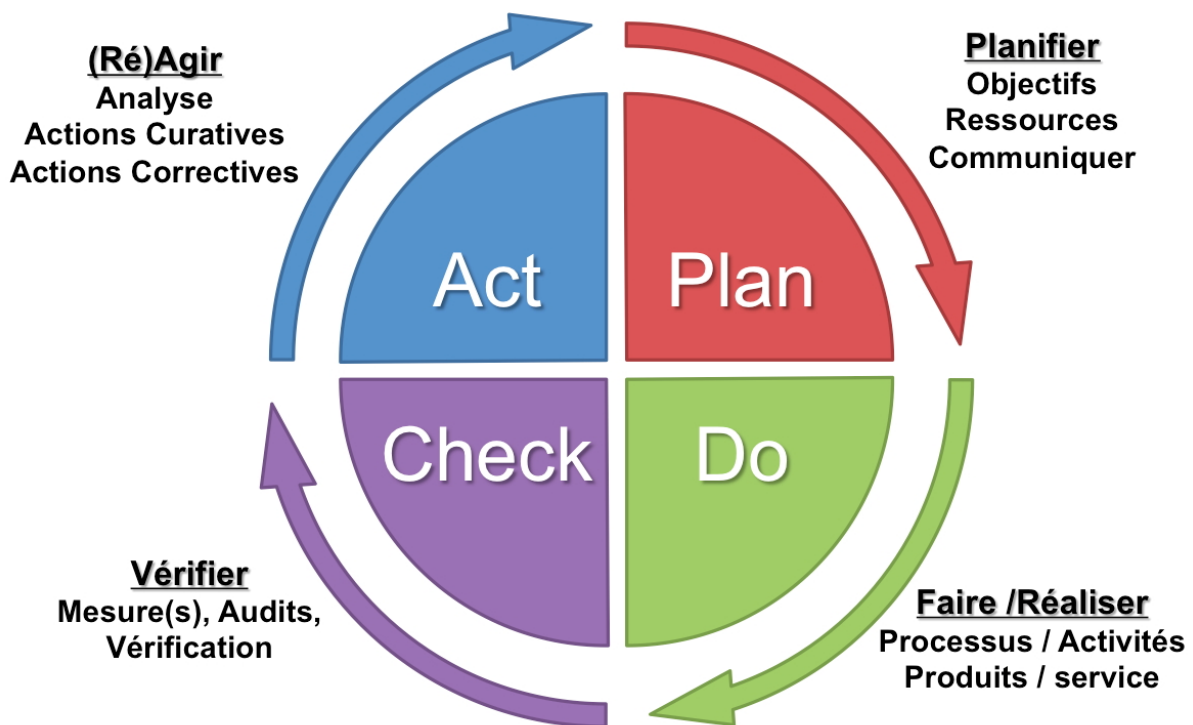 (Ré)Agir
Analyse
Actions Curatives
Actions Correctives
Planifier
Objectifs
Ressources
Communiquer
Act
Plan
Check
Do
Vérifier
Mesure(s), Audits,
Vérification
Faire /Réaliser
Processus / Activités
Produits / service